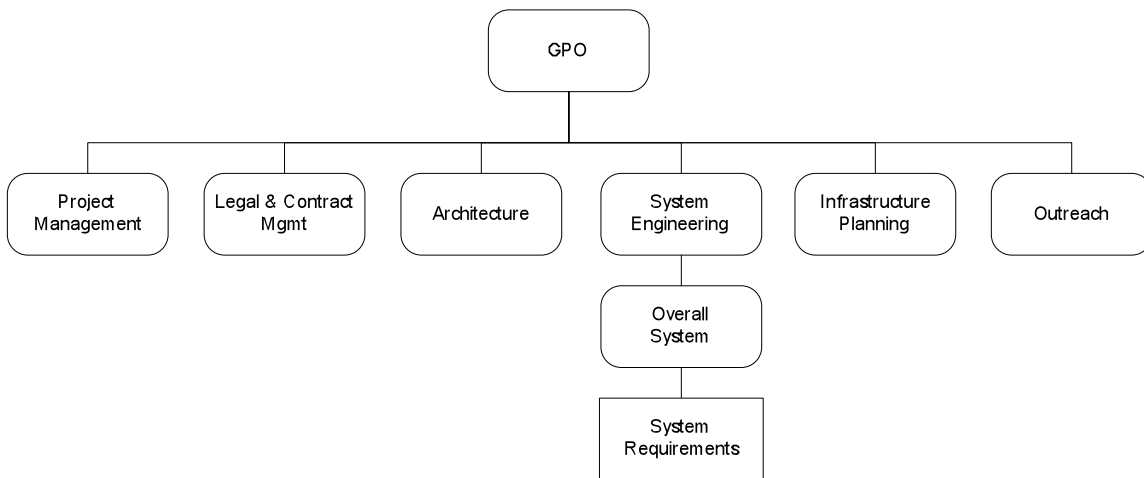 GPO
Project
Management
Legal & Contract
Mgmt
Architecture
System
Engineering
Infrastructure
Planning
Outreach
Overall
System
System
Requirements